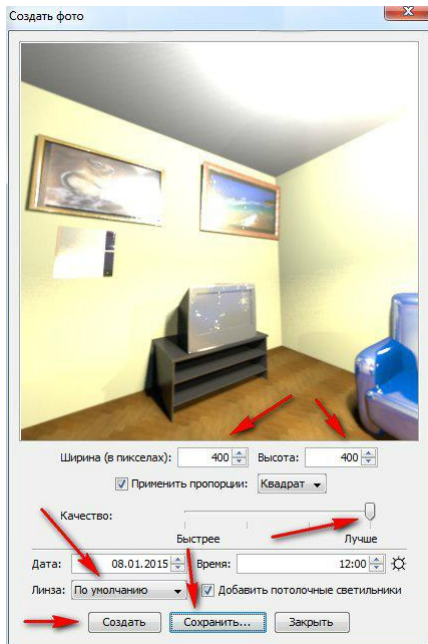 Создать фото
Ширина (в пикселах): 400 Высота: 400
Применить пропорции: Квадрат
Качество:
Быстрее Лучше
Дата: 08.01.2015 Время: 12:00
Линза: По умолчанию Добавить потолочные светильники
Создать Сохранить... Закрыть